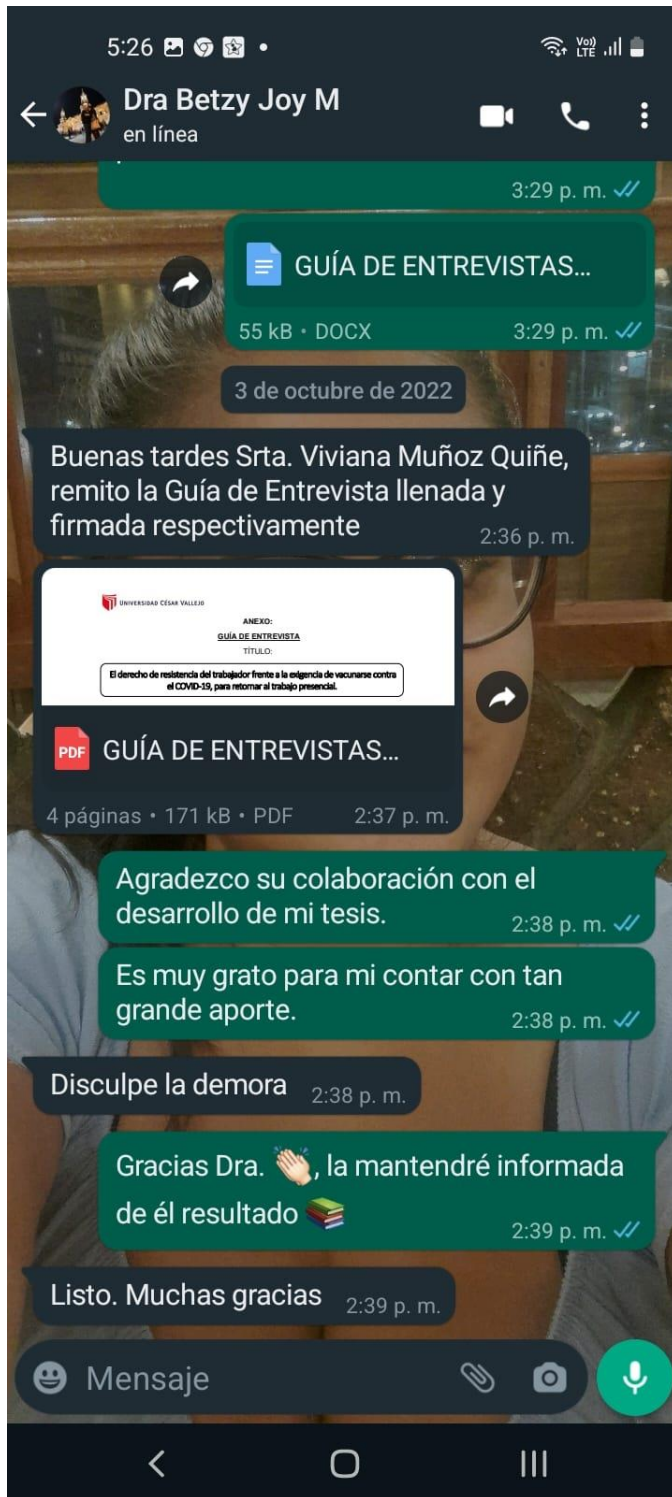 5:26
Vo))
LTE
Dra Betzy Joy M
en línea
3:29 p. m.
GUÍA DE ENTREVISTAS...
55 kB • DOCX
3:29 p. m.
3 de octubre de 2022
Buenas tardes Srta. Viviana Muñoz Quiñe,
remito la Guía de Entrevista llenada y
firmada respectivamente
2:36 p. m.
UNIVERSIDAD CÉSAR VALLEJO
ANEXO:
GUÍA DE ENTREVISTA
TÍTULO:
El derecho de resistencia del trabajador frente a la exigencia de vacunarse contra
el COVID-19, para retornar al trabajo presencial.
PDF
GUÍA DE ENTREVISTAS...
4 páginas • 171 kB • PDF
2:37 p. m.
Agradezco su colaboración con el
desarrollo de mi tesis.
2:38 p. m.
Es muy grato para mi contar con tan
grande aporte.
2:38 p. m.
Disculpe la demora
2:38 p. m.
Gracias Dra. 👏🏻, la mantendré informada
de él resultado 📚
2:39 p. m.
Listo. Muchas gracias
2:39 p. m.
Mensaje